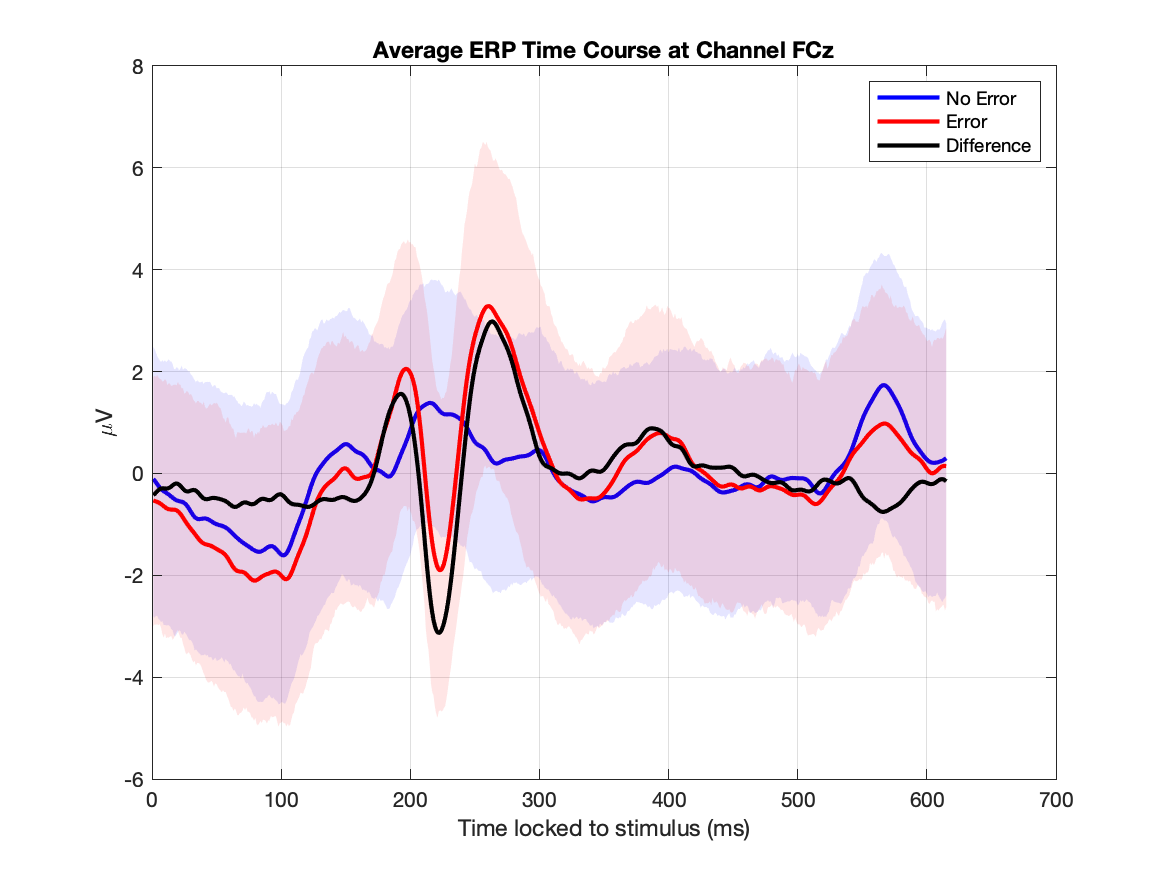 Average ERP Time Course at Channel FCz
8
No Error
Error
Difference
6
4
2
0
-2
-4
-6
μV
0 100 200 300 400 500 600 700
Time locked to stimulus (ms)